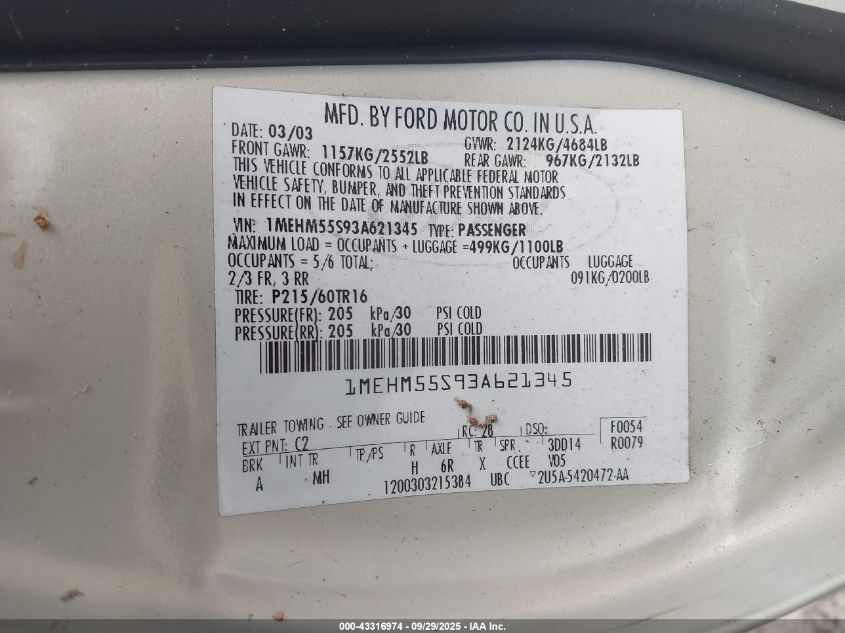 MFD. BY FORD MOTOR CO. IN U.S.A.
DATE: 03/03 GVWR: 2124KG/4684LB
FRONT GAWR: 1157KG/2552LB REAR GAWR: 967KG/2132LB
THIS VEHICLE CONFORMS TO ALL APPLICABLE FEDERAL MOTOR
VEHICLE SAFETY, BUMPER, AND THEFT PREVENTION STANDARDS
IN EFFECT ON THE DATE OF MANUFACTURE SHOWN ABOVE.
VIN: 1MEHM55S93A621345 TYPE: PASSENGER
MAXIMUM LOAD = OCCUPANTS + LUGGAGE =499KG/1100LB
OCCUPANTS = 5/6 TOTAL; OCCUPANTS LUGGAGE
2/3 FR, 3 RR 091KG/0200LB
TIRE: P215/60TR16
PRESSURE(FR): 205 kPa/30 PSI COLD
PRESSURE(RR): 205 kPa/30 PSI COLD
1MEHM55S93A621345
TRAILER TOWING - SEE OWNER GUIDE
EXT PNT: C2 RC: 28 DSO: F0054
BRK INT TR TP/PS R AXLE TR SPR 3DD14 R0079
A MH H 6R X CCEE V05
1200303215384 UBC 2U5A-5420472-AA
000-43316974 - 09/29/2025 - IAA Inc.